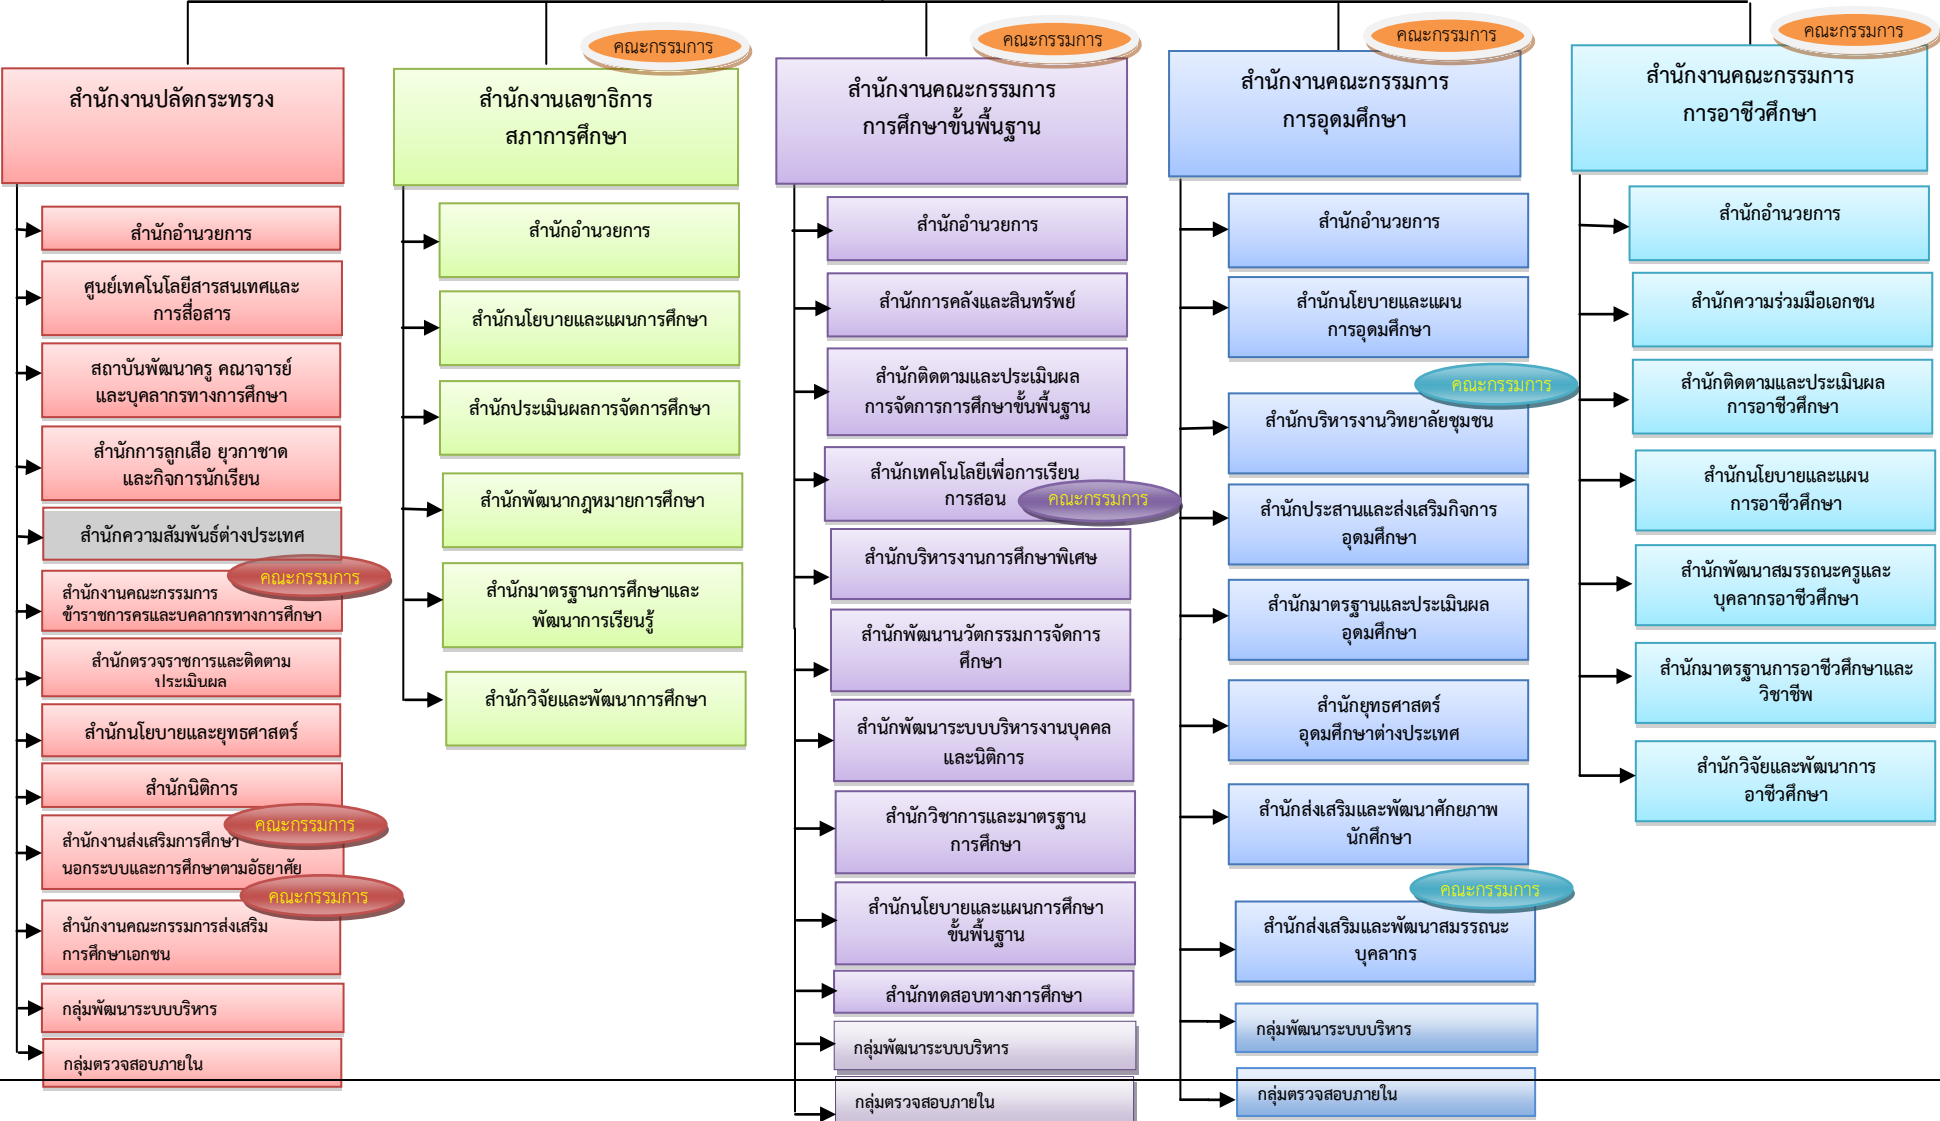 คณะกรรมการ
คณะกรรมการ
คณะกรรมการ
คณะกรรมการ
สำนักงานปลัดกระทรวง
สำนักอำนวยการ
ศูนย์เทคโนโลยีสารสนเทศและ
การสื่อสาร
สถาบันพัฒนาครู คณาจารย์
และบุคลากรทางการศึกษา
สำนักการลูกเสือ ยุวกาชาด
และกิจการนักเรียน
สำนักความสัมพันธ์ต่างประเทศ
คณะกรรมการ
สำนักงานคณะกรรมการ
ข้าราชการครและบุคลากรทางการศึกษา
สำนักตรวจราชการและติดตาม
ประเมินผล
สำนักนโยบายและยุทธศาสตร์
สำนักนิติการ
คณะกรรมการ
สำนักงานส่งเสริมการศึกษา
นอกระบบและการศึกษาตามอัธยาศัย
คณะกรรมการ
สำนักงานคณะกรรมการส่งเสริม
การศึกษาเอกชน
กลุ่มพัฒนาระบบบริหาร
กลุ่มตรวจสอบภายใน
สำนักงานเลขาธิการ
สภาการศึกษา
สำนักอำนวยการ
สำนักนโยบายและแผนการศึกษา
สำนักประเมินผลการจัดการศึกษา
สำนักพัฒนากฎหมายการศึกษา
สำนักมาตรฐานการศึกษาและ
พัฒนาการเรียนรู้
สำนักวิจัยและพัฒนาการศึกษา
สำนักงานคณะกรรมการ
การศึกษาขั้นพื้นฐาน
สำนักอำนวยการ
สำนักการคลังและสินทรัพย์
สำนักติดตามและประเมินผล
การจัดการการศึกษาขั้นพื้นฐาน
สำนักเทคโนโลยีเพื่อการเรียน
การสอน
คณะกรรมการ
สำนักบริหารงานการศึกษาพิเศษ
สำนักพัฒนานวัตกรรมการจัดการ
ศึกษา
สำนักพัฒนาระบบบริหารงานบุคคล
และนิติการ
สำนักวิชาการและมาตรฐาน
การศึกษา
สำนักนโยบายและแผนการศึกษา
ขั้นพื้นฐาน
สำนักทดสอบทางการศึกษา
กลุ่มพัฒนาระบบบริหาร
กลุ่มตรวจสอบภายใน
สำนักงานคณะกรรมการ
การอุดมศึกษา
สำนักอำนวยการ
สำนักนโยบายและแผน
การอุดมศึกษา
คณะกรรมการ
สำนักบริหารงานวิทยาลัยชุมชน
สำนักประสานและส่งเสริมกิจการ
อุดมศึกษา
สำนักมาตรฐานและประเมินผล
อุดมศึกษา
สำนักยุทธศาสตร์
อุดมศึกษาต่างประเทศ
สำนักส่งเสริมและพัฒนาศักยภาพ
นักศึกษา
คณะกรรมการ
สำนักส่งเสริมและพัฒนาสมรรถนะ
บุคลากร
กลุ่มพัฒนาระบบบริหาร
กลุ่มตรวจสอบภายใน
สำนักงานคณะกรรมการ
การอาชีวศึกษา
สำนักอำนวยการ
สำนักความร่วมมือเอกชน
สำนักติดตามและประเมินผล
การอาชีวศึกษา
สำนักนโยบายและแผน
การอาชีวศึกษา
สำนักพัฒนาสมรรถนะครูและ
บุคลากรอาชีวศึกษา
สำนักมาตรฐานการอาชีวศึกษาและ
วิชาชีพ
สำนักวิจัยและพัฒนาการ
อาชีวศึกษา